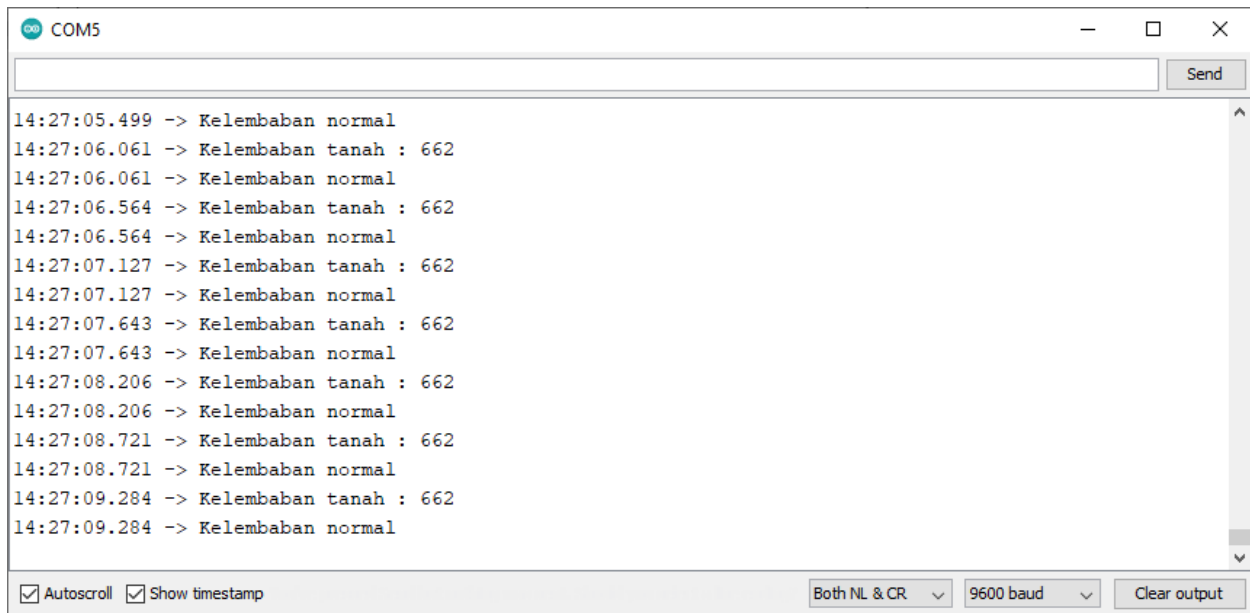 COM5
Send
14:27:05.499 -> Kelembaban normal
14:27:06.061 -> Kelembaban tanah : 662
14:27:06.061 -> Kelembaban normal
14:27:06.564 -> Kelembaban tanah : 662
14:27:06.564 -> Kelembaban normal
14:27:07.127 -> Kelembaban tanah : 662
14:27:07.127 -> Kelembaban normal
14:27:07.643 -> Kelembaban tanah : 662
14:27:07.643 -> Kelembaban normal
14:27:08.206 -> Kelembaban tanah : 662
14:27:08.206 -> Kelembaban normal
14:27:08.721 -> Kelembaban tanah : 662
14:27:08.721 -> Kelembaban normal
14:27:09.284 -> Kelembaban tanah : 662
14:27:09.284 -> Kelembaban normal
Autoscroll Show timestamp Both NL & CR 9600 baud Clear output